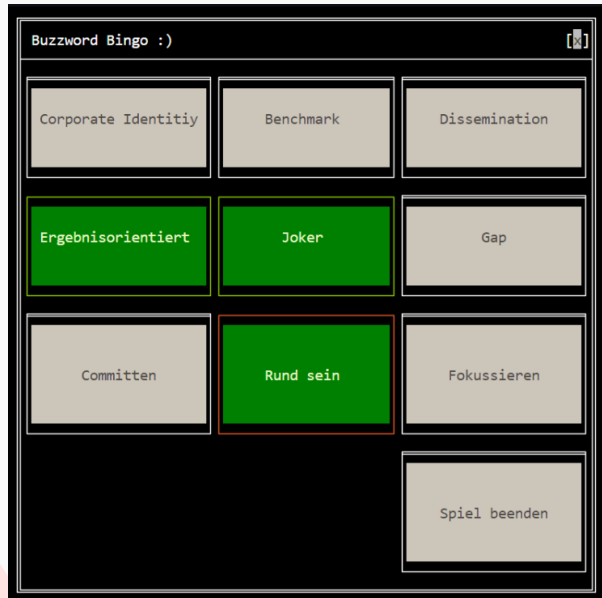 Buzzword Bingo :) [x]
Corporate Identitiy Benchmark Dissemination
Ergebnisorientiert Joker Gap
Committen Rund sein Fokussieren
Spiel beenden